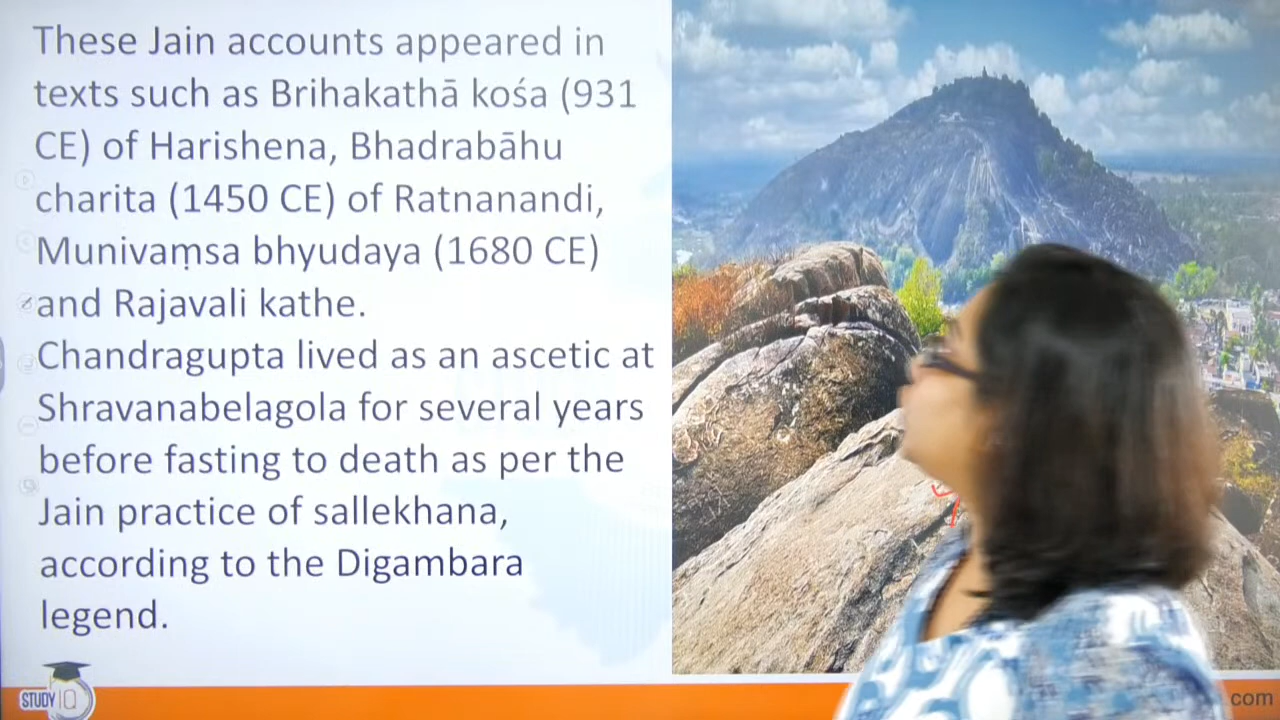 These Jain accounts appeared in
texts such as Brihakathā kośa (931
CE) of Harishena, Bhadrabāhu
charita (1450 CE) of Ratnanandi,
Munivaṃsa bhyudaya (1680 CE)
and Rajavali kathe.
Chandragupta lived as an ascetic at
Shravanabelagola for several years
before fasting to death as per the
Jain practice of sallekhana,
according to the Digambara
legend.
STUDY IQ
com